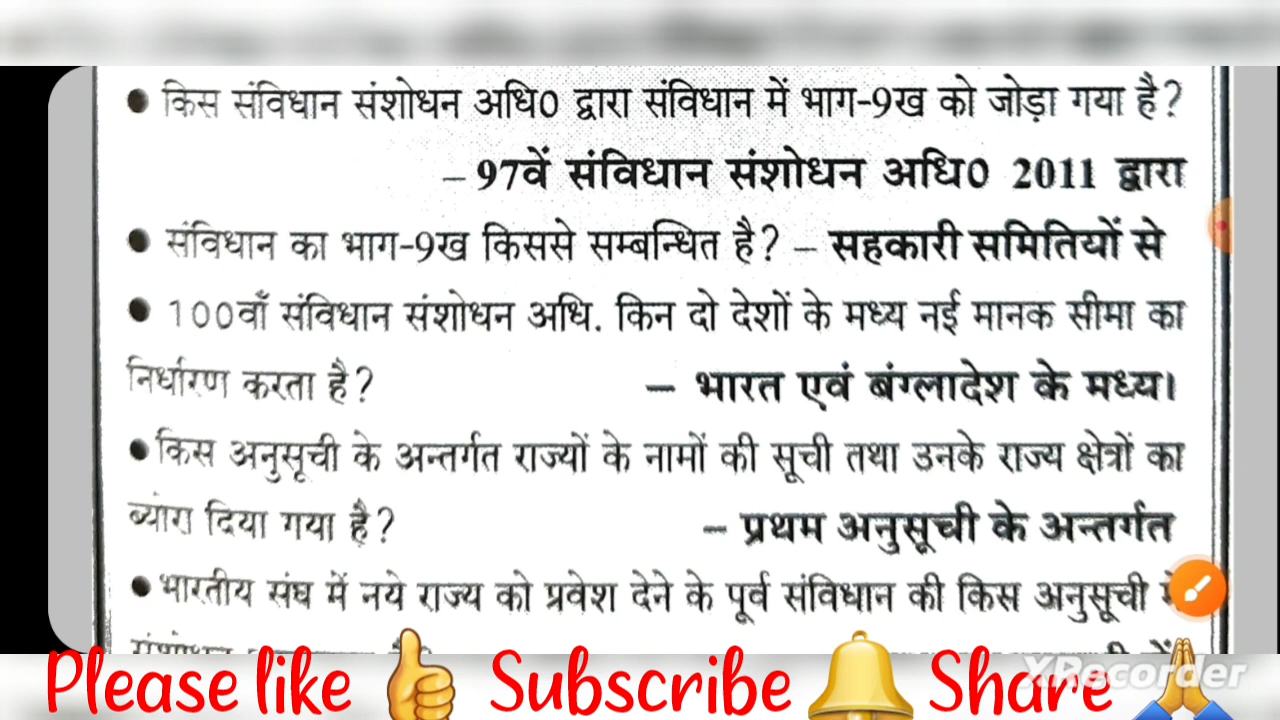 ● किस संविधान संशोधन अधि0 द्वारा संविधान में भाग-9ख को जोड़ा गया है?
– 97वें संविधान संशोधन अधि0 2011 द्वारा
● संविधान का भाग-9ख किससे सम्बन्धित है? – सहकारी समितियों से
● 100वाँ संविधान संशोधन अधि. किन दो देशों के मध्य नई मानक सीमा का
निर्धारण करता है? – भारत एवं बंग्लादेश के मध्य।
● किस अनुसूची के अन्तर्गत राज्यों के नामों की सूची तथा उनके राज्य क्षेत्रों का
ब्योरा दिया गया है? – प्रथम अनुसूची के अन्तर्गत
● भारतीय संघ में नये राज्य को प्रवेश देने के पूर्व संविधान की किस अनुसूची
Please like Subscribe Share
XRecorder